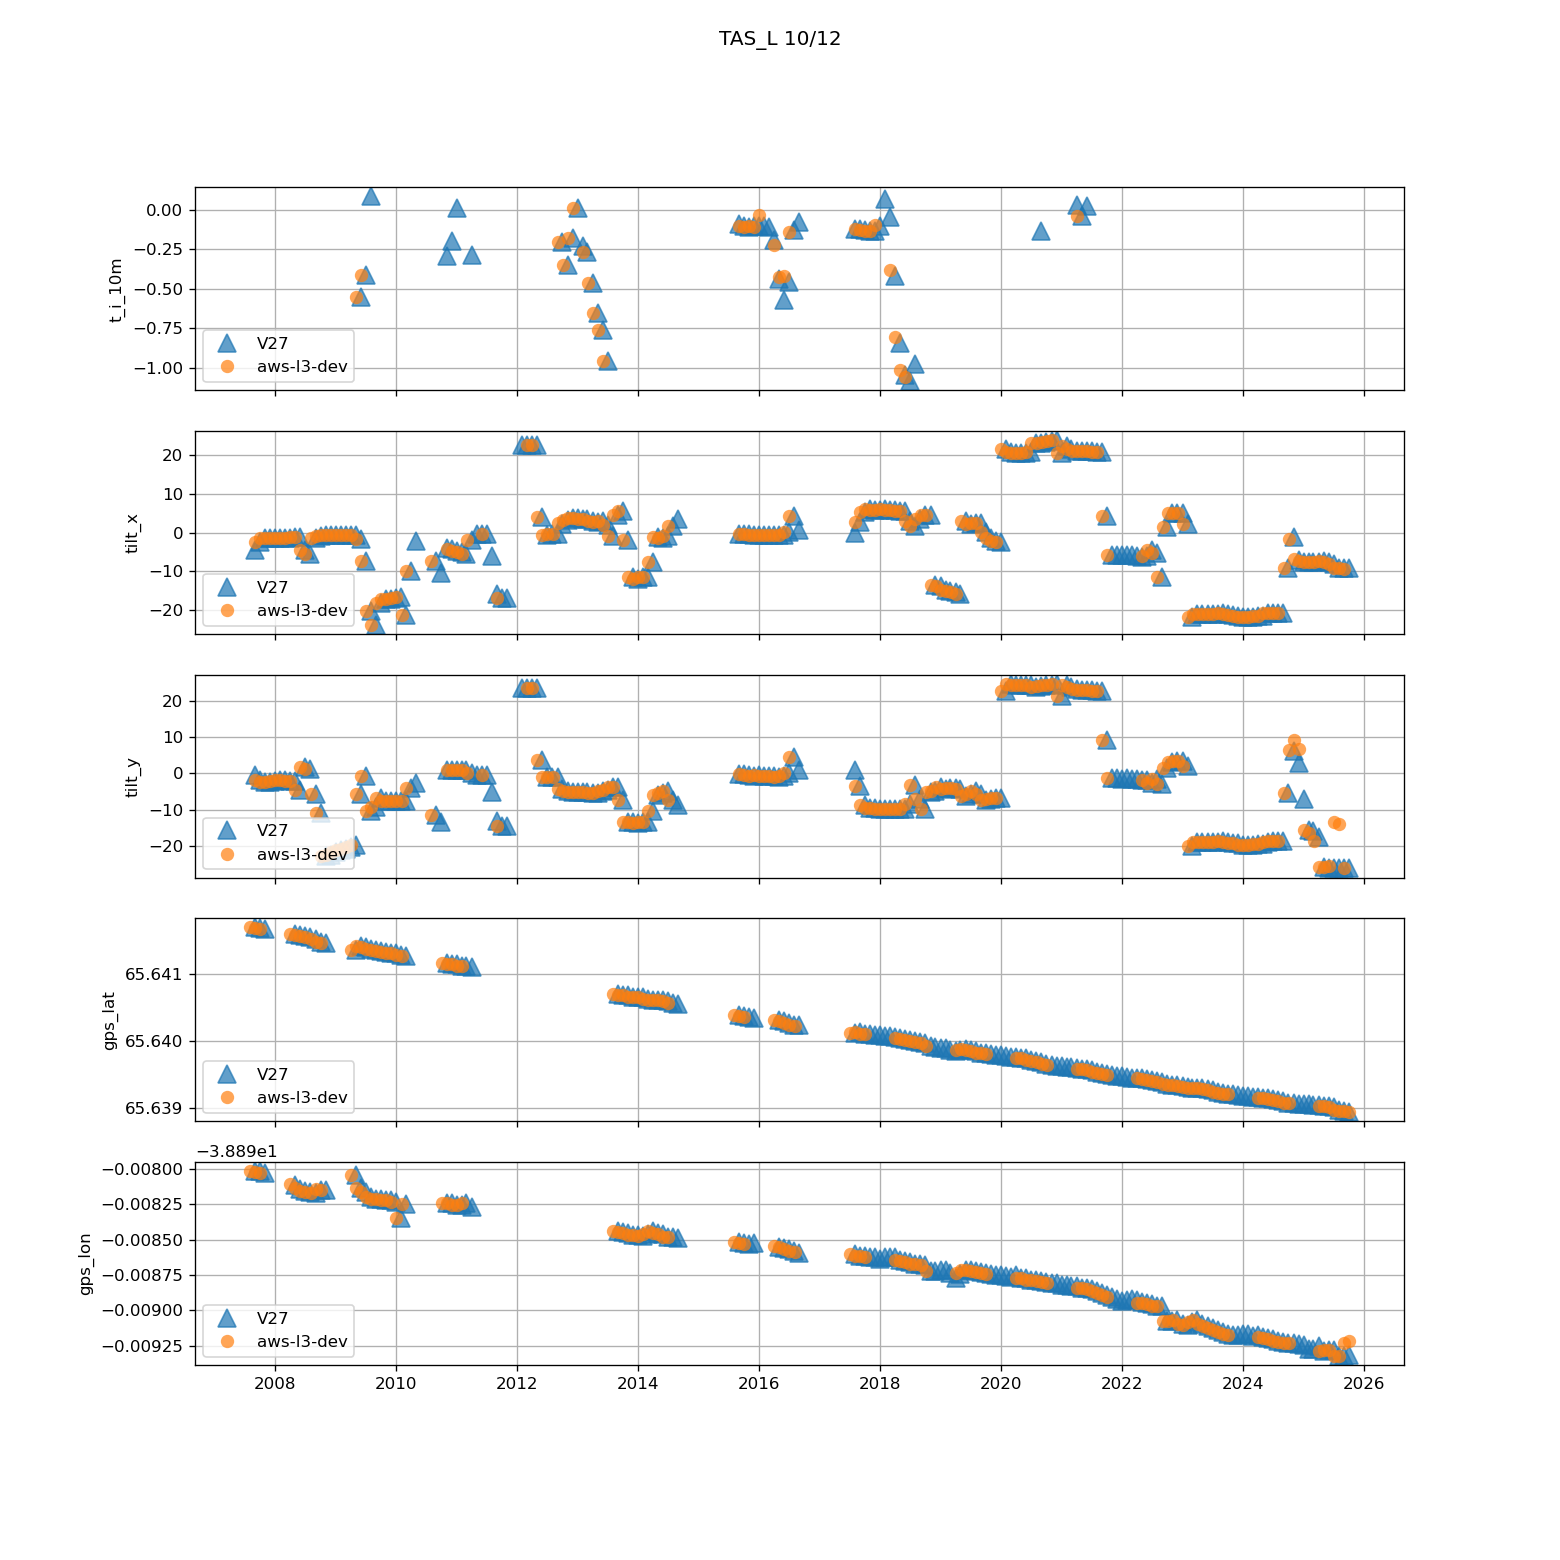 TAS_L 10/12
t_i_10m
0.00
−0.25
−0.50
−0.75
−1.00
V27
aws-l3-dev
tilt_x
20
10
0
−10
−20
V27
aws-l3-dev
tilt_y
20
10
0
−10
−20
V27
aws-l3-dev
gps_lat
65.641
65.640
65.639
V27
aws-l3-dev
−3.889e1
gps_lon
−0.00800
−0.00825
−0.00850
−0.00875
−0.00900
−0.00925
V27
aws-l3-dev
2008 2010 2012 2014 2016 2018 2020 2022 2024 2026